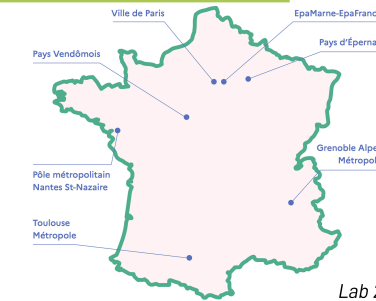 Ville de Paris
EpaMarne-EpaFranc
Pays Vendômois
Pays d'Éperna
Grenoble Alpe
Métropol
Pôle métropolitain
Nantes St-Nazaire
Toulouse
Métropole
Lab